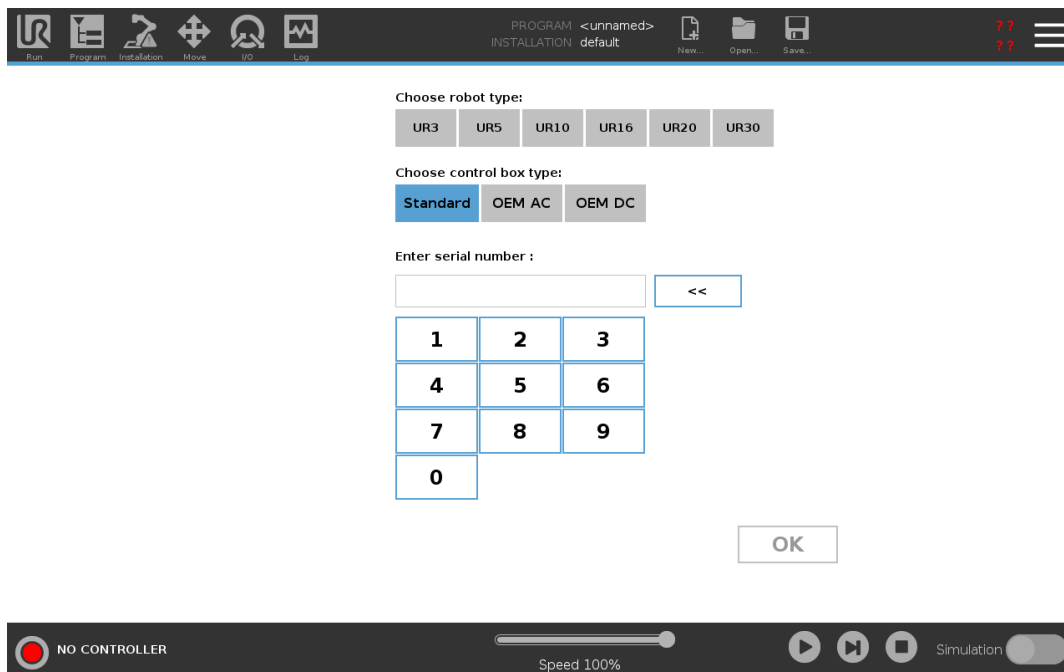 PROGRAM <unnamed>
INSTALLATION default
UR
Run Program Installation Move I/O Log New... Open... Save...
? ?
? ?
Choose robot type:
UR3 UR5 UR10 UR16 UR20 UR30
Choose control box type:
Standard OEM AC OEM DC
Enter serial number :
<<
1 2 3
4 5 6
7 8 9
0
OK
NO CONTROLLER
Speed 100%
Simulation